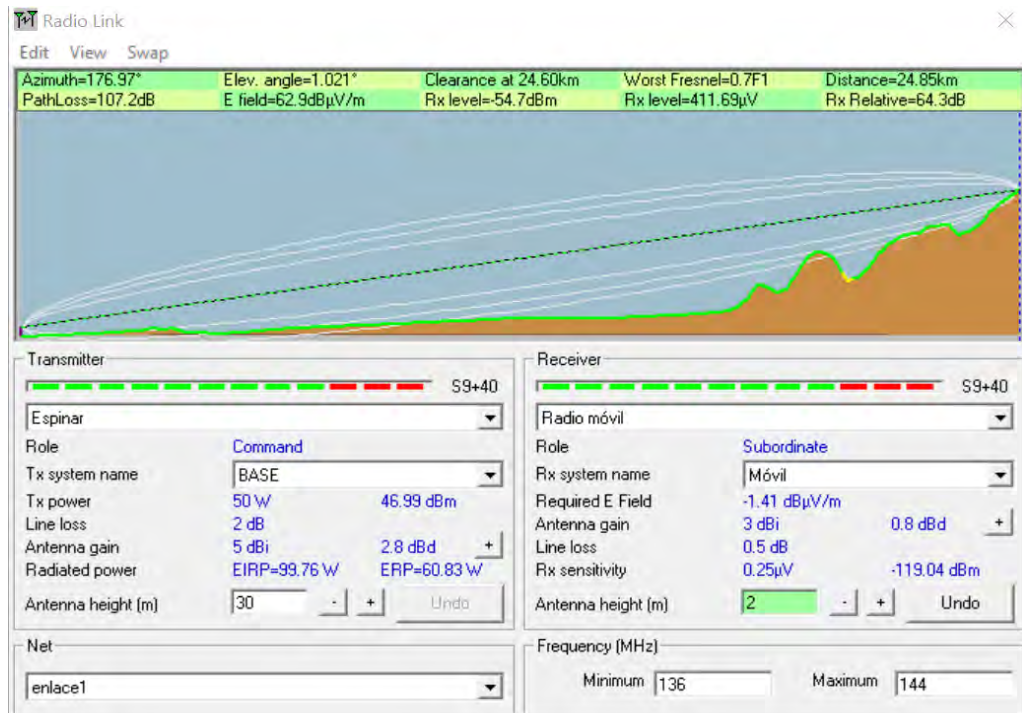 Radio Link
Edit View Swap
Azimuth=176.97° Elev. angle=1.021° Clearance at 24.60km Worst Fresnel=0.7F1 Distance=24.85km
PathLoss=107.2dB E field=62.9dBµV/m Rx level=-54.7dBm Rx level=411.69µV Rx Relative=64.3dB
Transmitter
S9+40
Espinar
Role Command
Tx system name BASE
Tx power 50 W 46.99 dBm
Line loss 2 dB
Antenna gain 5 dBi 2.8 dBd +
Radiated power EIRP=99.76 W ERP=60.83 W
Antenna height (m) 30 - + Undo
Net
enlace1
Receiver
S9+40
Radio móvil
Role Subordinate
Rx system name Móvil
Required E Field -1.41 dBµV/m
Antenna gain 3 dBi 0.8 dBd +
Line loss 0.5 dB
Rx sensitivity 0.25µV -119.04 dBm
Antenna height (m) 2 - + Undo
Frequency (MHz)
Minimum 136 Maximum 144